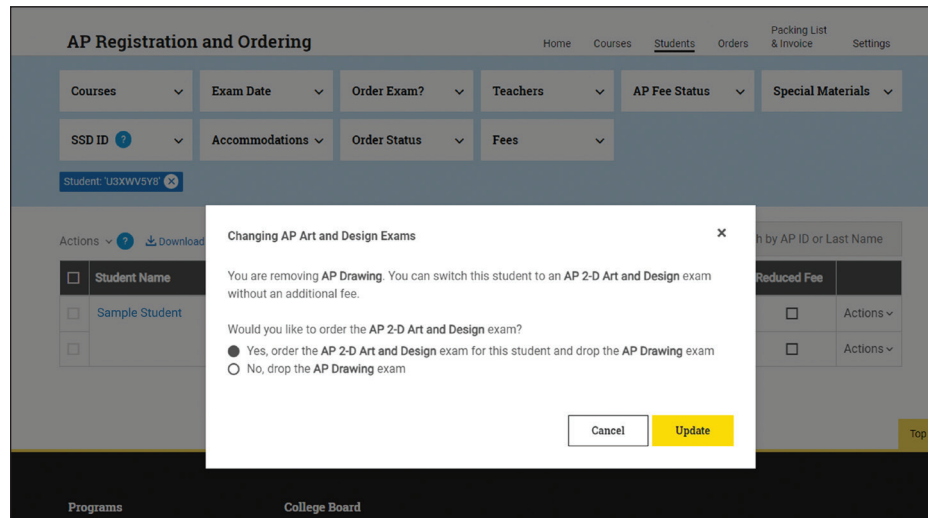 AP Registration and Ordering
Home Courses Students Orders Packing List & Invoice Settings
Courses Exam Date Order Exam? Teachers AP Fee Status Special Materials
SSD ID ? Accommodations Order Status Fees
Student: 'U3XWV5Y8'
Actions ? Download
h by AP ID or Last Name
Student Name Reduced Fee
Sample Student Actions
Actions
Changing AP Art and Design Exams
You are removing AP Drawing. You can switch this student to an AP 2-D Art and Design exam
without an additional fee.
Would you like to order the AP 2-D Art and Design exam?
Yes, order the AP 2-D Art and Design exam for this student and drop the AP Drawing exam
No, drop the AP Drawing exam
Cancel Update
Top
Programs College Board